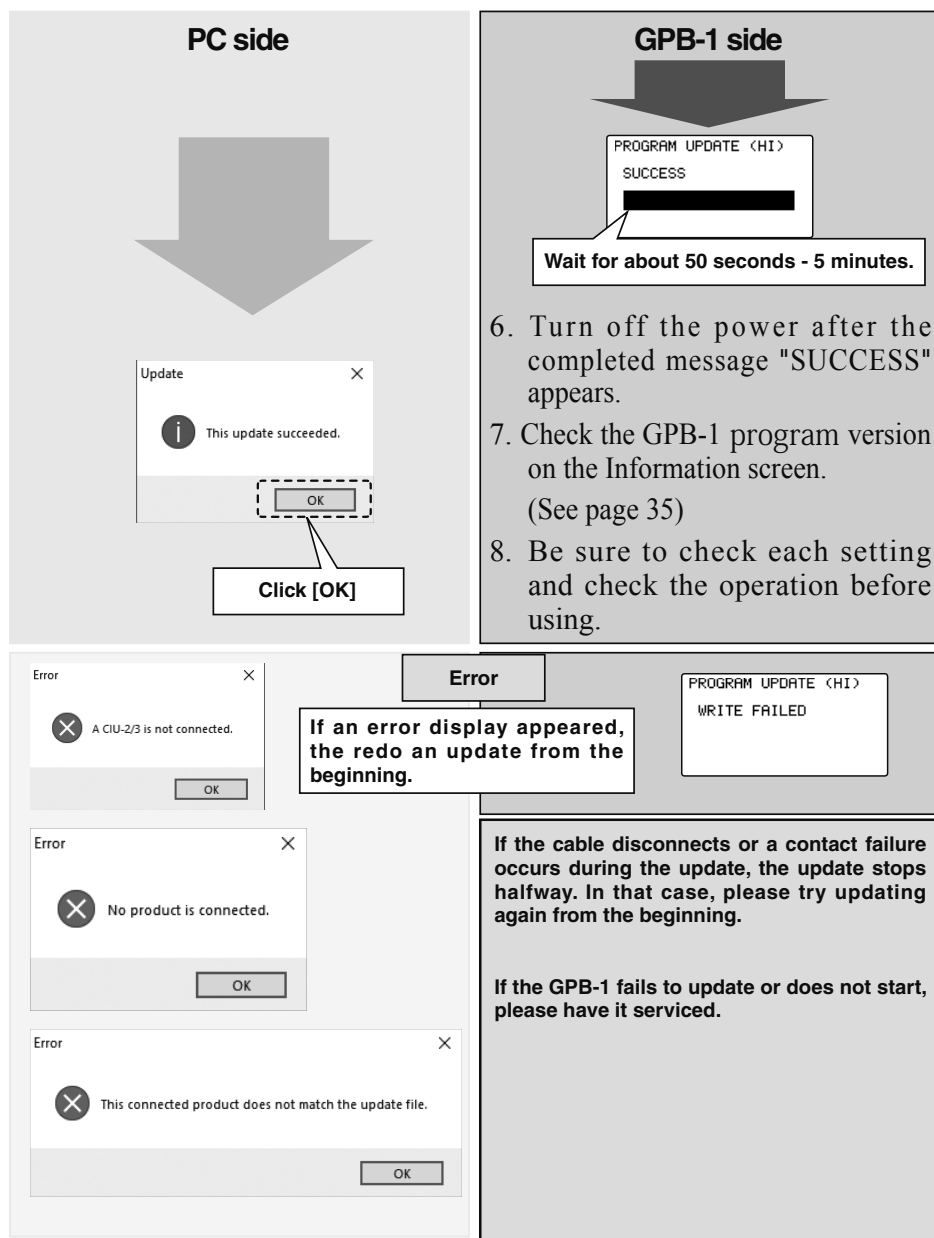 PC side
Update
This update succeeded.
OK
Click [OK]
GPB-1 side
PROGRAM UPDATE (HI)
SUCCESS
Wait for about 50 seconds - 5 minutes.
6. Turn off the power after the
completed message "SUCCESS"
appears.
7. Check the GPB-1 program version
on the Information screen.
(See page 35)
8. Be sure to check each setting
and check the operation before
using.
Error
If an error display appeared,
the redo an update from the
beginning.
Error
A CIU-2/3 is not connected.
OK
Error
No product is connected.
OK
Error
This connected product does not match the update file.
OK
PROGRAM UPDATE (HI)
WRITE FAILED
If the cable disconnects or a contact failure
occurs during the update, the update stops
halfway. In that case, please try updating
again from the beginning.
If the GPB-1 fails to update or does not start,
please have it serviced.